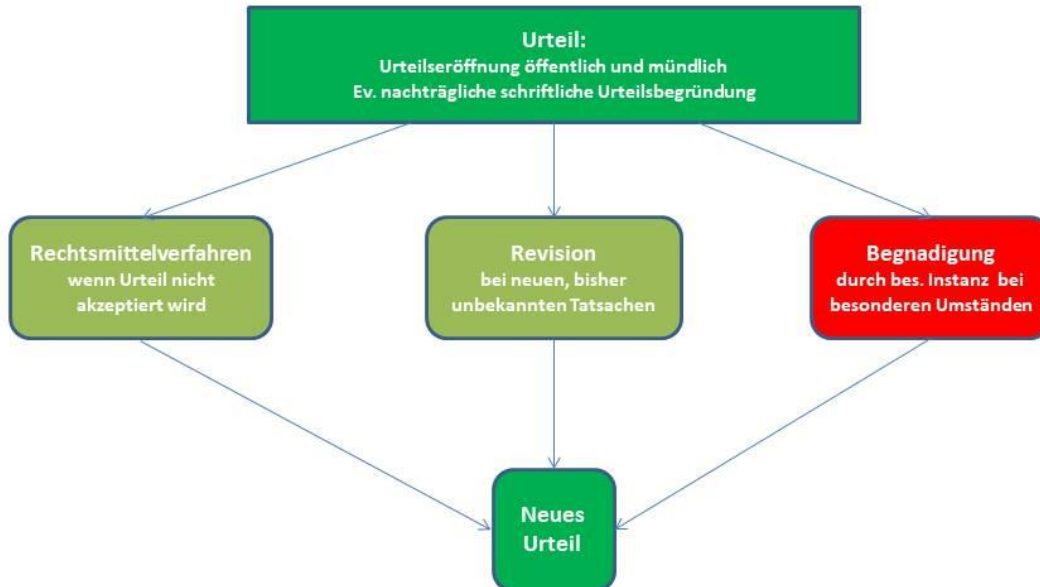 Urteil:
Urteilseröffnung öffentlich und mündlich
Ev. nachträgliche schriftliche Urteilsbegründung
Rechtsmittelverfahren
wenn Urteil nicht
akzeptiert wird
Revision
bei neuen, bisher
unbekannten Tatsachen
Begnadigung
durch bes. Instanz bei
besonderen Umständen
Neues
Urteil